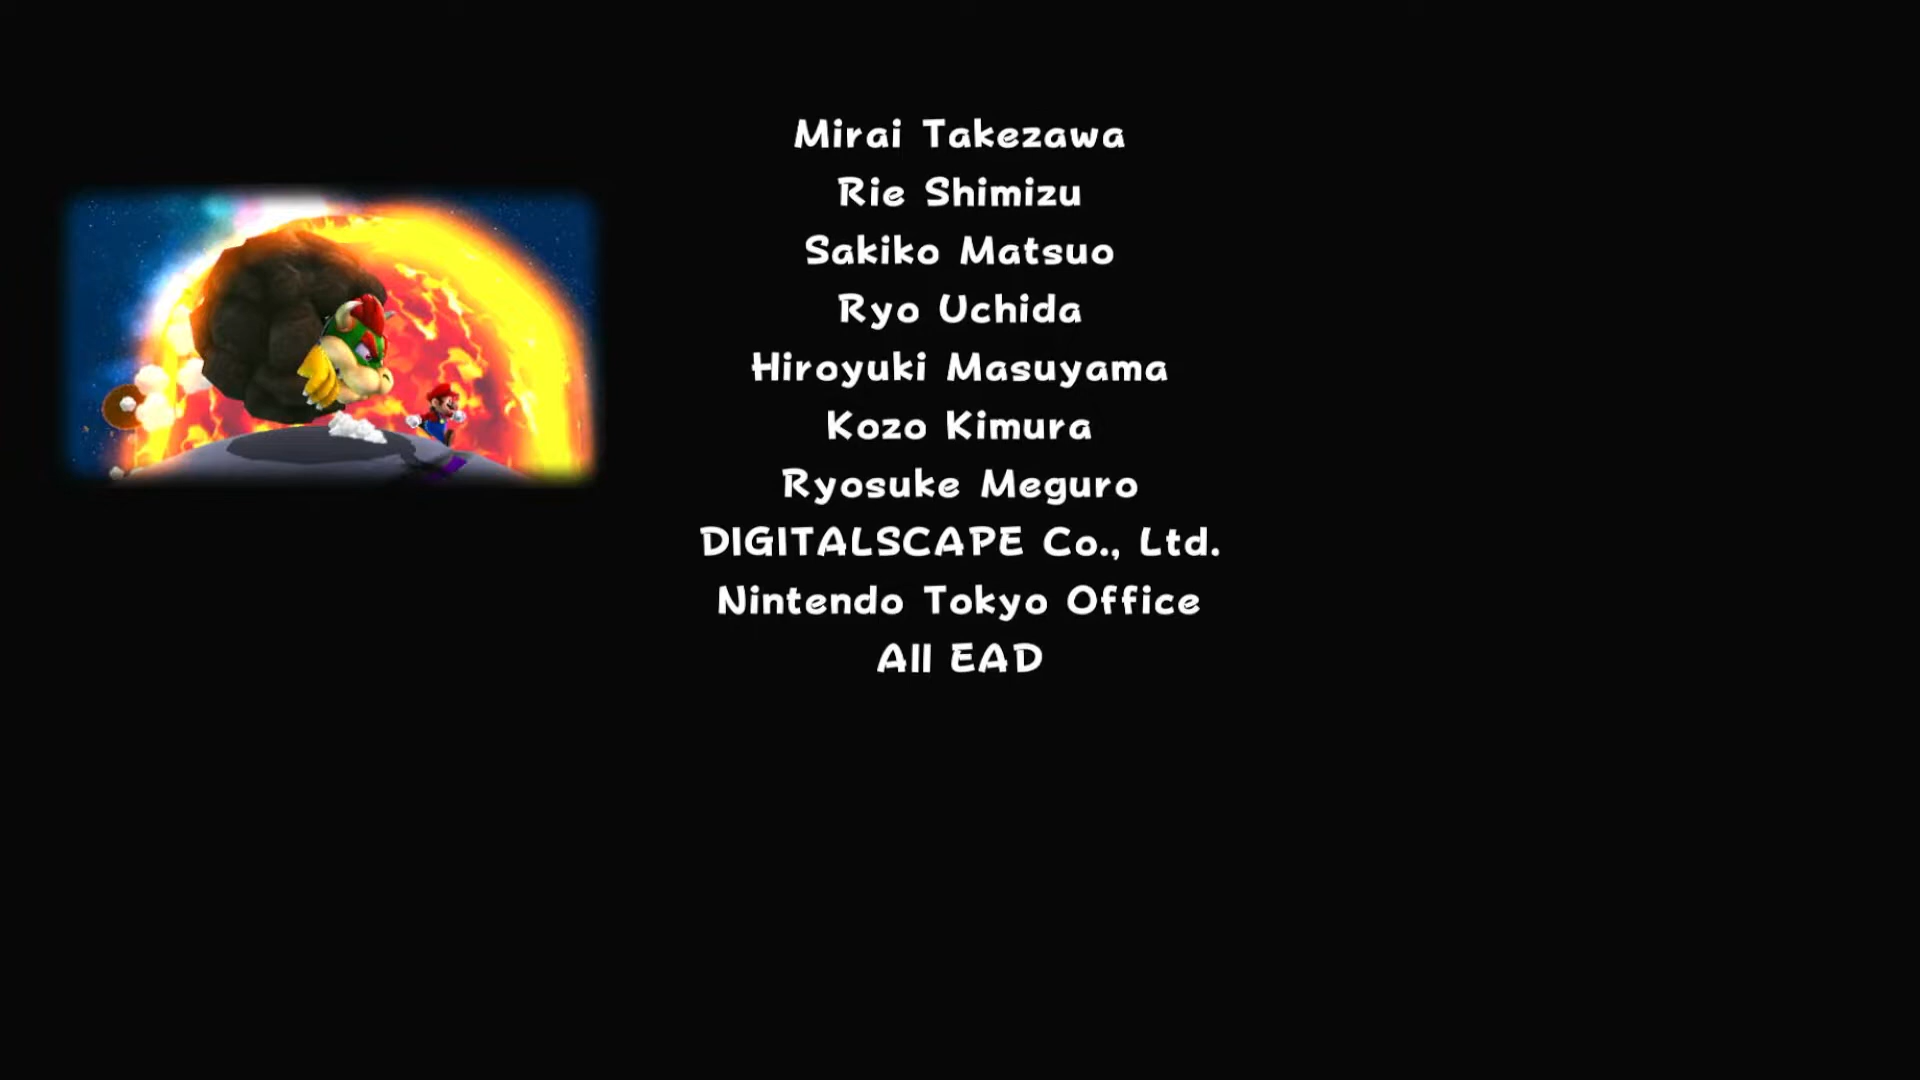 Mirai Takezawa
Rie Shimizu
Sakiko Matsuo
Ryo Uchida
Hiroyuki Masuyama
Kozo Kimura
Ryosuke Meguro
DIGITALSCAPE Co., Ltd.
Nintendo Tokyo Office
All EAD